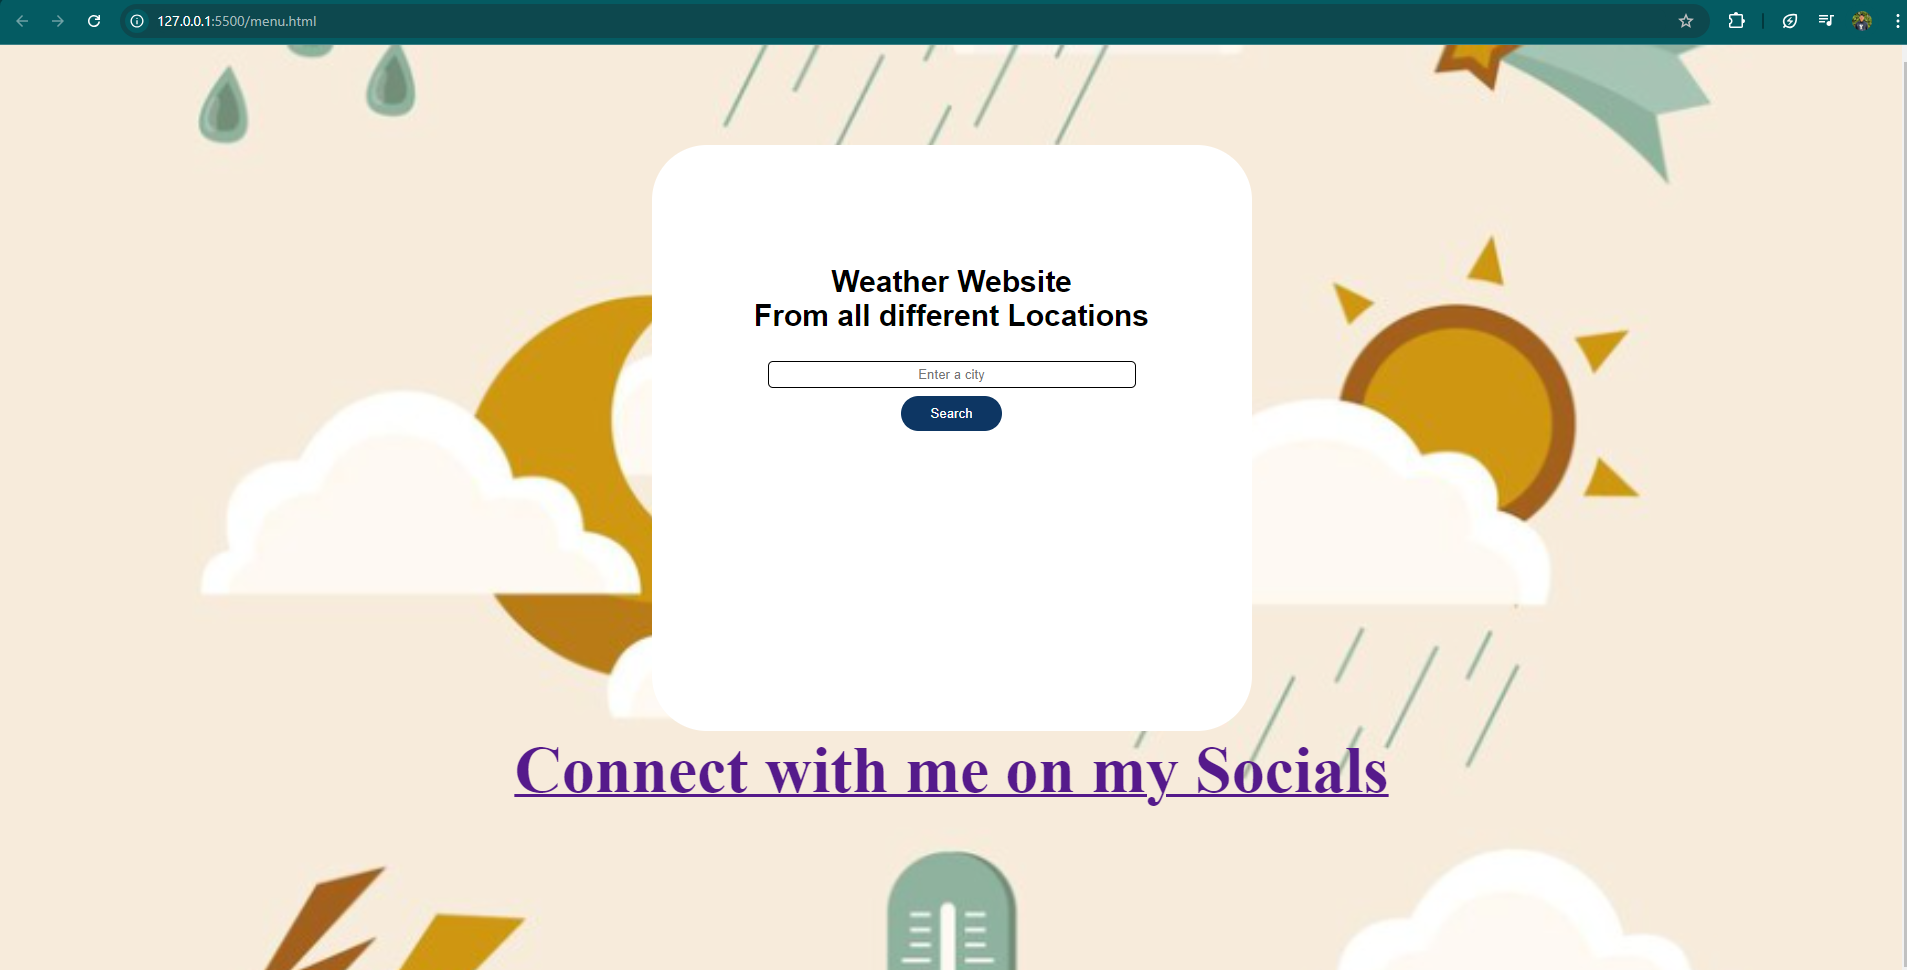 127.0.0.1:5500/menu.html
Weather Website
From all different Locations
Enter a city
Search
Connect with me on my Socials